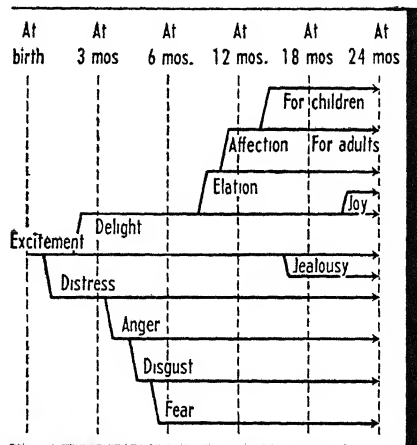 At At At At At At
birth 3 mos 6 mos. 12 mos. 18 mos 24 mos
For children
Affection For adults
Elation
Joy
Delight
Excitement
Jealousy
Distress
Anger
Disgust
Fear